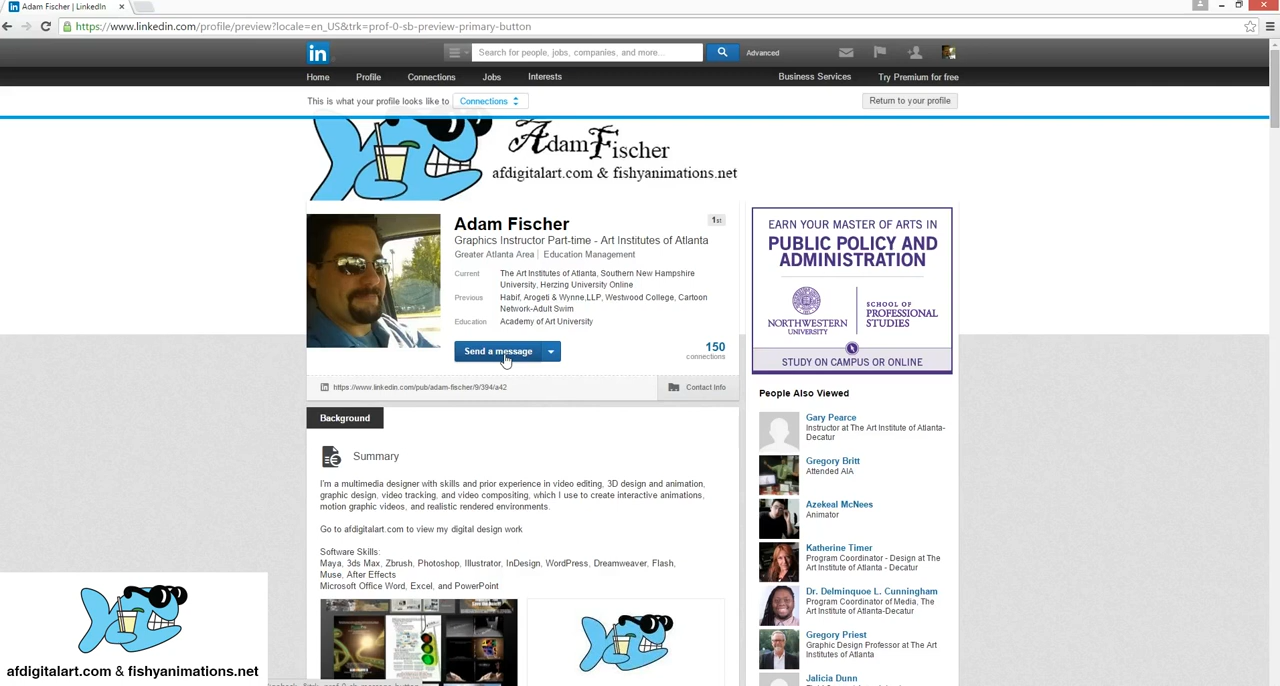 Adam Fischer | LinkedIn
https://www.linkedin.com/profile/preview?locale=en_US&trk=prof-0-sb-preview-primary-button
in
Search for people, jobs, companies, and more...
Advanced
Home
Profile
Connections
Jobs
Interests
Business Services
Try Premium for free
This is what your profile looks like to
Connections
Return to your profile
Adam Fischer
afdigitalart.com & fishyanimations.net
Adam Fischer
1st
Graphics Instructor Part-time - Art Institutes of Atlanta
Greater Atlanta Area | Education Management
Current
The Art Institutes of Atlanta, Southern New Hampshire
University, Herzing University Online
Previous
Habif, Arogeti & Wynne,LLP, Westwood College, Cartoon
Network-Adult Swim
Education
Academy of Art University
Send a message
150
connections
https://www.linkedin.com/pub/adam-fischer/9/394/a42
Contact Info
Background
Summary
I'm a multimedia designer with skills and prior experience in video editing, 3D design and animation,
graphic design, video tracking, and video compositing, which I use to create interactive animations,
motion graphic videos, and realistic rendered environments.
Go to afdigitalart.com to view my digital design work
Software Skills:
Maya, 3ds Max, Zbrush, Photoshop, Illustrator, InDesign, WordPress, Dreamweaver, Flash,
Muse, After Effects
Microsoft Office Word, Excel, and PowerPoint
EARN YOUR MASTER OF ARTS IN
PUBLIC POLICY AND
ADMINISTRATION
NORTHWESTERN
UNIVERSITY
SCHOOL OF
PROFESSIONAL
STUDIES
STUDY ON CAMPUS OR ONLINE
People Also Viewed
Gary Pearce
Instructor at The Art Institute of Atlanta-
Decatur
Gregory Britt
Attended AIA
Azekeal McNees
Animator
Katherine Timer
Program Coordinator - Design at The
Art Institute of Atlanta - Decatur
Dr. Delminquoe L. Cunningham
Program Coordinator of Media, The
Art Institute of Atlanta-Decatur
Gregory Priest
Graphic Design Professor at The Art
Institutes of Atlanta
Jalicia Dunn
afdigitalart.com & fishyanimations.net